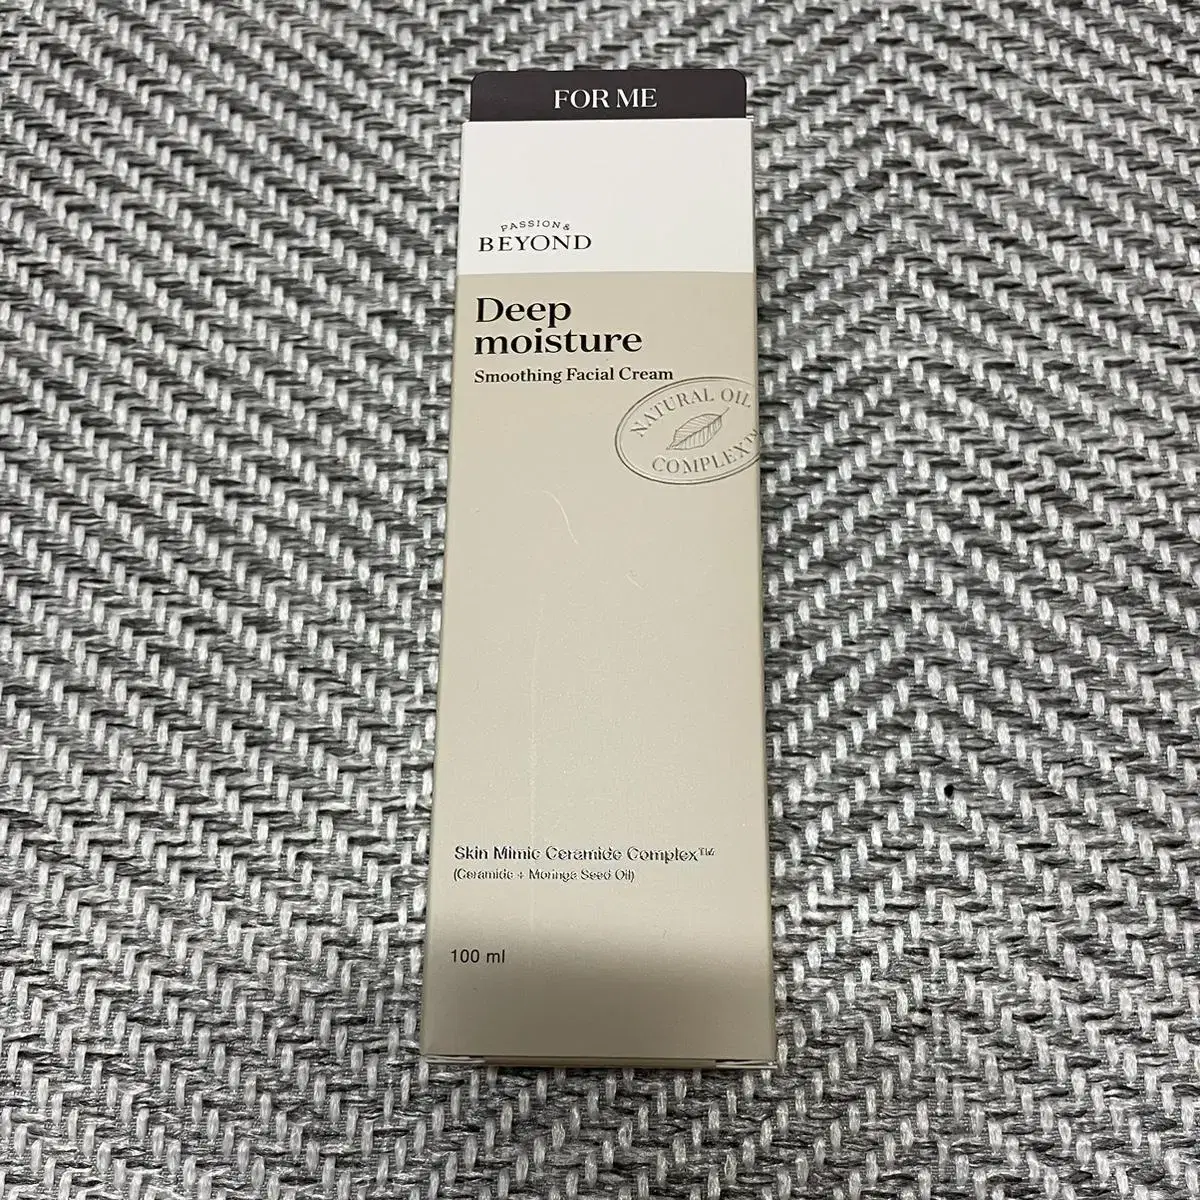 FOR ME
PASSION &
BEYOND
Deep
moisture
Smoothing Facial Cream
NATURAL OIL
COMPLEX™
Skin Mimic Ceramide Complex™
(Ceramide + Moringa Seed Oil)
100 ml